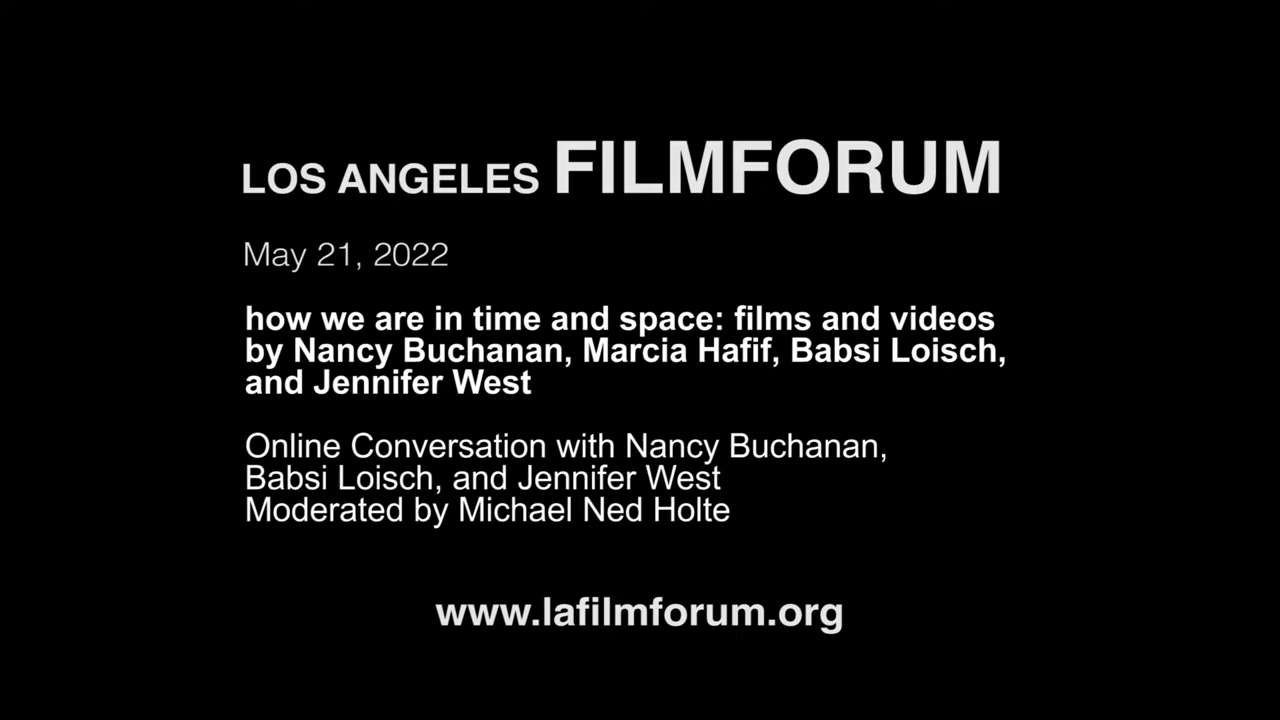 LOS ANGELES FILMFORUM
May 21, 2022
how we are in time and space: films and videos
by Nancy Buchanan, Marcia Hafif, Babsi Loisch,
and Jennifer West
Online Conversation with Nancy Buchanan,
Babsi Loisch, and Jennifer West
Moderated by Michael Ned Holte
www.lafilmforum.org